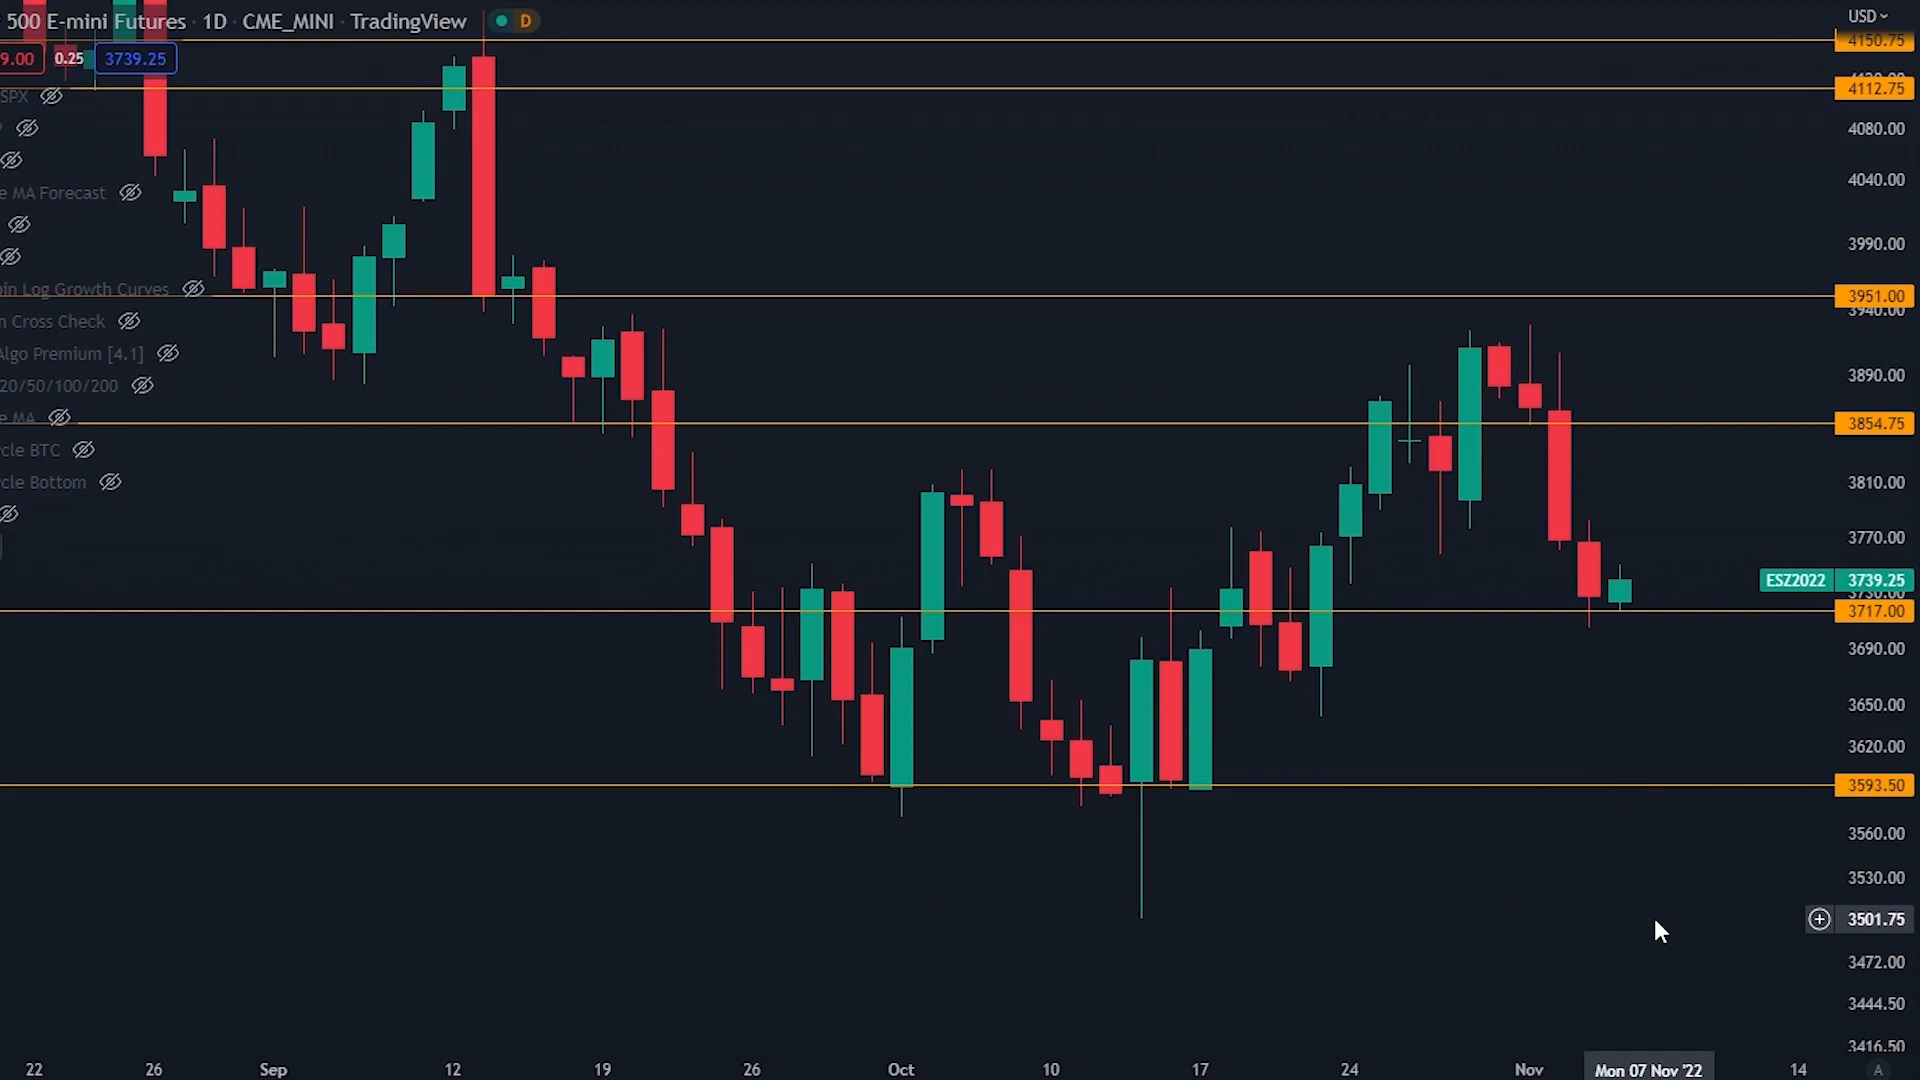 500 E-mini Futures · 1D · CME_MINI · TradingView D
9.00 0.25 3739.25
SPX
e MA Forecast
in Log Growth Curves
n Cross Check
Algo Premium [4.1]
20/50/100/200
e MA
cle BTC
cle Bottom
USD
4150.75
4112.75
4080.00
4040.00
3990.00
3951.00
3940.00
3890.00
3854.75
3810.00
3770.00
ESZ2022 3739.25
3730.00
3717.00
3690.00
3650.00
3620.00
3593.50
3560.00
3530.00
3501.75
3472.00
3444.50
3416.50
22 26 Sep 12 19 26 Oct 10 17 24 Nov Mon 07 Nov '22 14 A